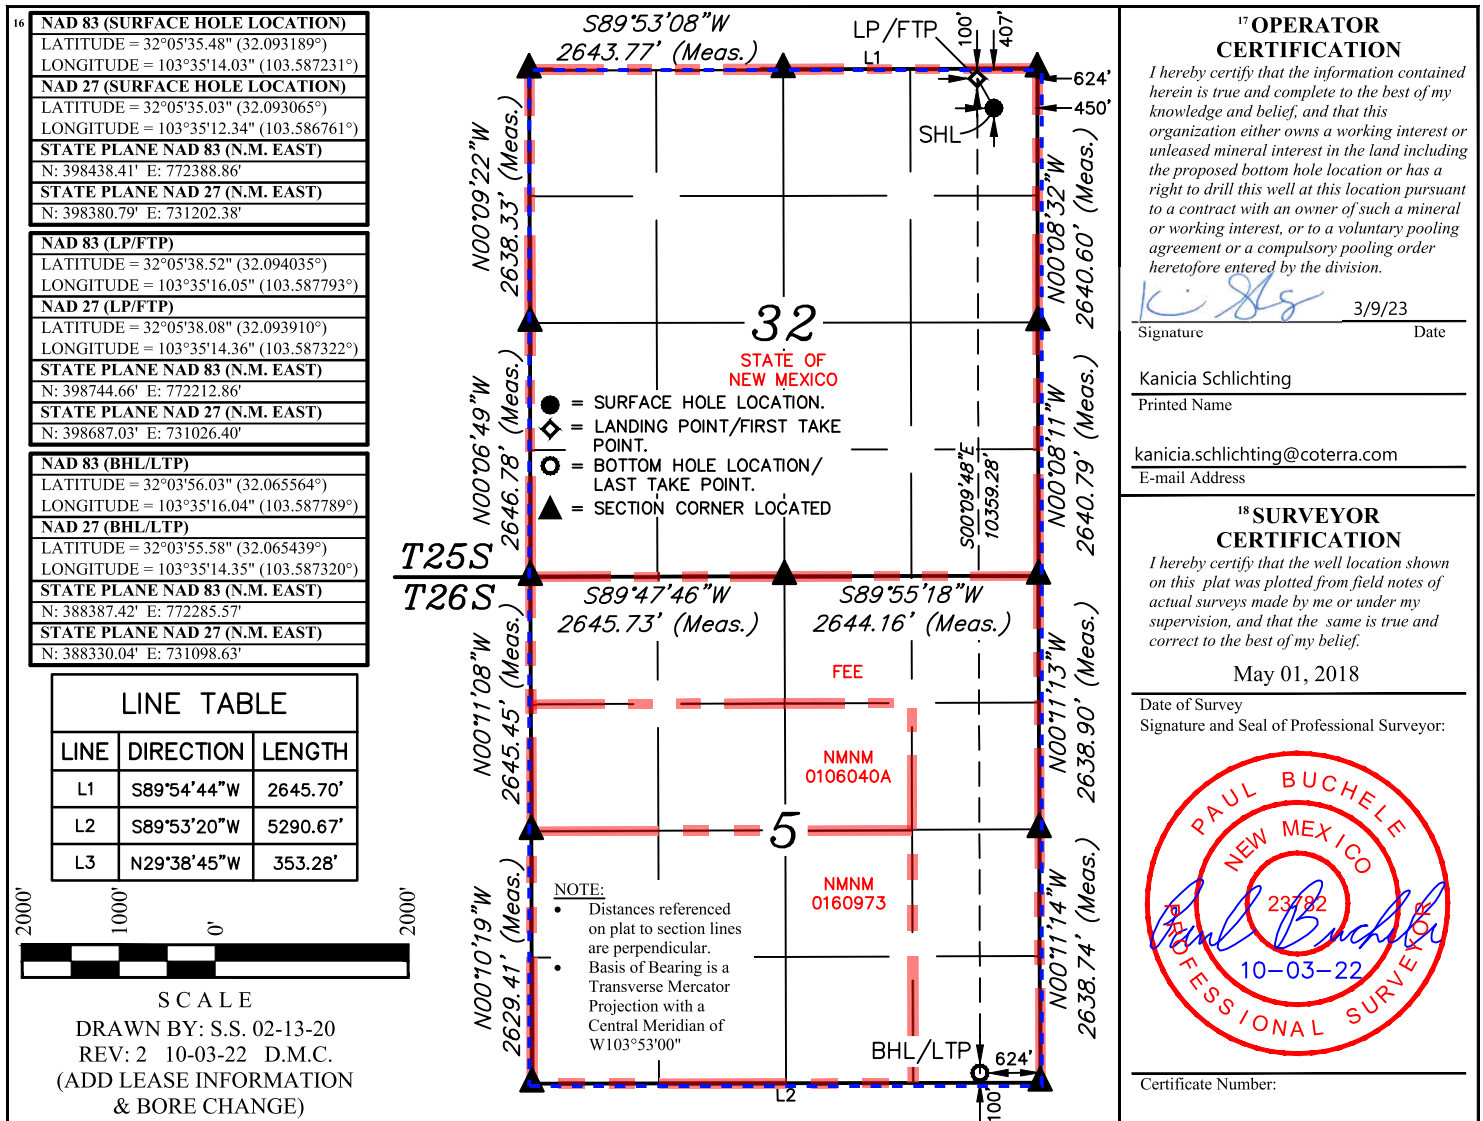 16
NAD 83 (SURFACE HOLE LOCATION)
LATITUDE = 32°05'35.48" (32.093189°)
LONGITUDE = 103°35'14.03" (103.587231°)
NAD 27 (SURFACE HOLE LOCATION)
LATITUDE = 32°05'35.03" (32.093065°)
LONGITUDE = 103°35'12.34" (103.586761°)
STATE PLANE NAD 83 (N.M. EAST)
N: 398438.41' E: 772388.86'
STATE PLANE NAD 27 (N.M. EAST)
N: 398380.79' E: 731202.38'
NAD 83 (LP/FTP)
LATITUDE = 32°05'38.52" (32.094035°)
LONGITUDE = 103°35'16.05" (103.587793°)
NAD 27 (LP/FTP)
LATITUDE = 32°05'38.08" (32.093910°)
LONGITUDE = 103°35'14.36" (103.587322°)
STATE PLANE NAD 83 (N.M. EAST)
N: 398744.66' E: 772212.86'
STATE PLANE NAD 27 (N.M. EAST)
N: 398687.03' E: 731026.40'
NAD 83 (BHL/LTP)
LATITUDE = 32°03'56.03" (32.065564°)
LONGITUDE = 103°35'16.04" (103.587789°)
NAD 27 (BHL/LTP)
LATITUDE = 32°03'55.58" (32.065439°)
LONGITUDE = 103°35'14.35" (103.587320°)
STATE PLANE NAD 83 (N.M. EAST)
N: 388387.42' E: 772285.57'
STATE PLANE NAD 27 (N.M. EAST)
N: 388330.04' E: 731098.63'
LINE TABLE
LINE DIRECTION LENGTH
L1 S89°54'44"W 2645.70'
L2 S89°53'20"W 5290.67'
L3 N29°38'45"W 353.28'
2000' 1000' 0' 2000'
SCALE
DRAWN BY: S.S. 02-13-20
REV: 2 10-03-22 D.M.C.
(ADD LEASE INFORMATION
& BORE CHANGE)
S89°53'08"W
2643.77' (Meas.)
L1
LP/FTP
100'
407'
624'
450'
SHL
N00°09'22"W
2638.33' (Meas.)
N00°08'32"W
2640.60' (Meas.)
32
STATE OF
NEW MEXICO
= SURFACE HOLE LOCATION.
= LANDING POINT/FIRST TAKE
POINT.
= BOTTOM HOLE LOCATION/
LAST TAKE POINT.
= SECTION CORNER LOCATED
N00°06'49"W
2646.78' (Meas.)
S00°09'48"E
10359.28'
N00°08'11"W
2640.79' (Meas.)
T25S
T26S
S89°47'46"W
2645.73' (Meas.)
S89°55'18"W
2644.16' (Meas.)
FEE
N00°11'08"W
2645.45' (Meas.)
N00°11'13"W
2638.90' (Meas.)
NMNM
0106040A
5
NMNM
0160973
NOTE:
• Distances referenced
on plat to section lines
are perpendicular.
• Basis of Bearing is a
Transverse Mercator
Projection with a
Central Meridian of
W103°53'00"
N00°10'19"W
2629.41' (Meas.)
N00°11'14"W
2638.74' (Meas.)
BHL/LTP
624'
L2
100'
17 OPERATOR
CERTIFICATION
I hereby certify that the information contained
herein is true and complete to the best of my
knowledge and belief, and that this
organization either owns a working interest or
unleased mineral interest in the land including
the proposed bottom hole location or has a
right to drill this well at this location pursuant
to a contract with an owner of such a mineral
or working interest, or to a voluntary pooling
agreement or a compulsory pooling order
heretofore entered by the division.
3/9/23
Signature Date
Kanicia Schlichting
Printed Name
kanicia.schlichting@coterra.com
E-mail Address
18 SURVEYOR
CERTIFICATION
I hereby certify that the well location shown
on this plat was plotted from field notes of
actual surveys made by me or under my
supervision, and that the same is true and
correct to the best of my belief.
May 01, 2018
Date of Survey
Signature and Seal of Professional Surveyor:
PAUL BUCHELE
NEW MEXICO
23782
Paul Buchele
10-03-22
PROFESSIONAL SURVEYOR
Certificate Number: